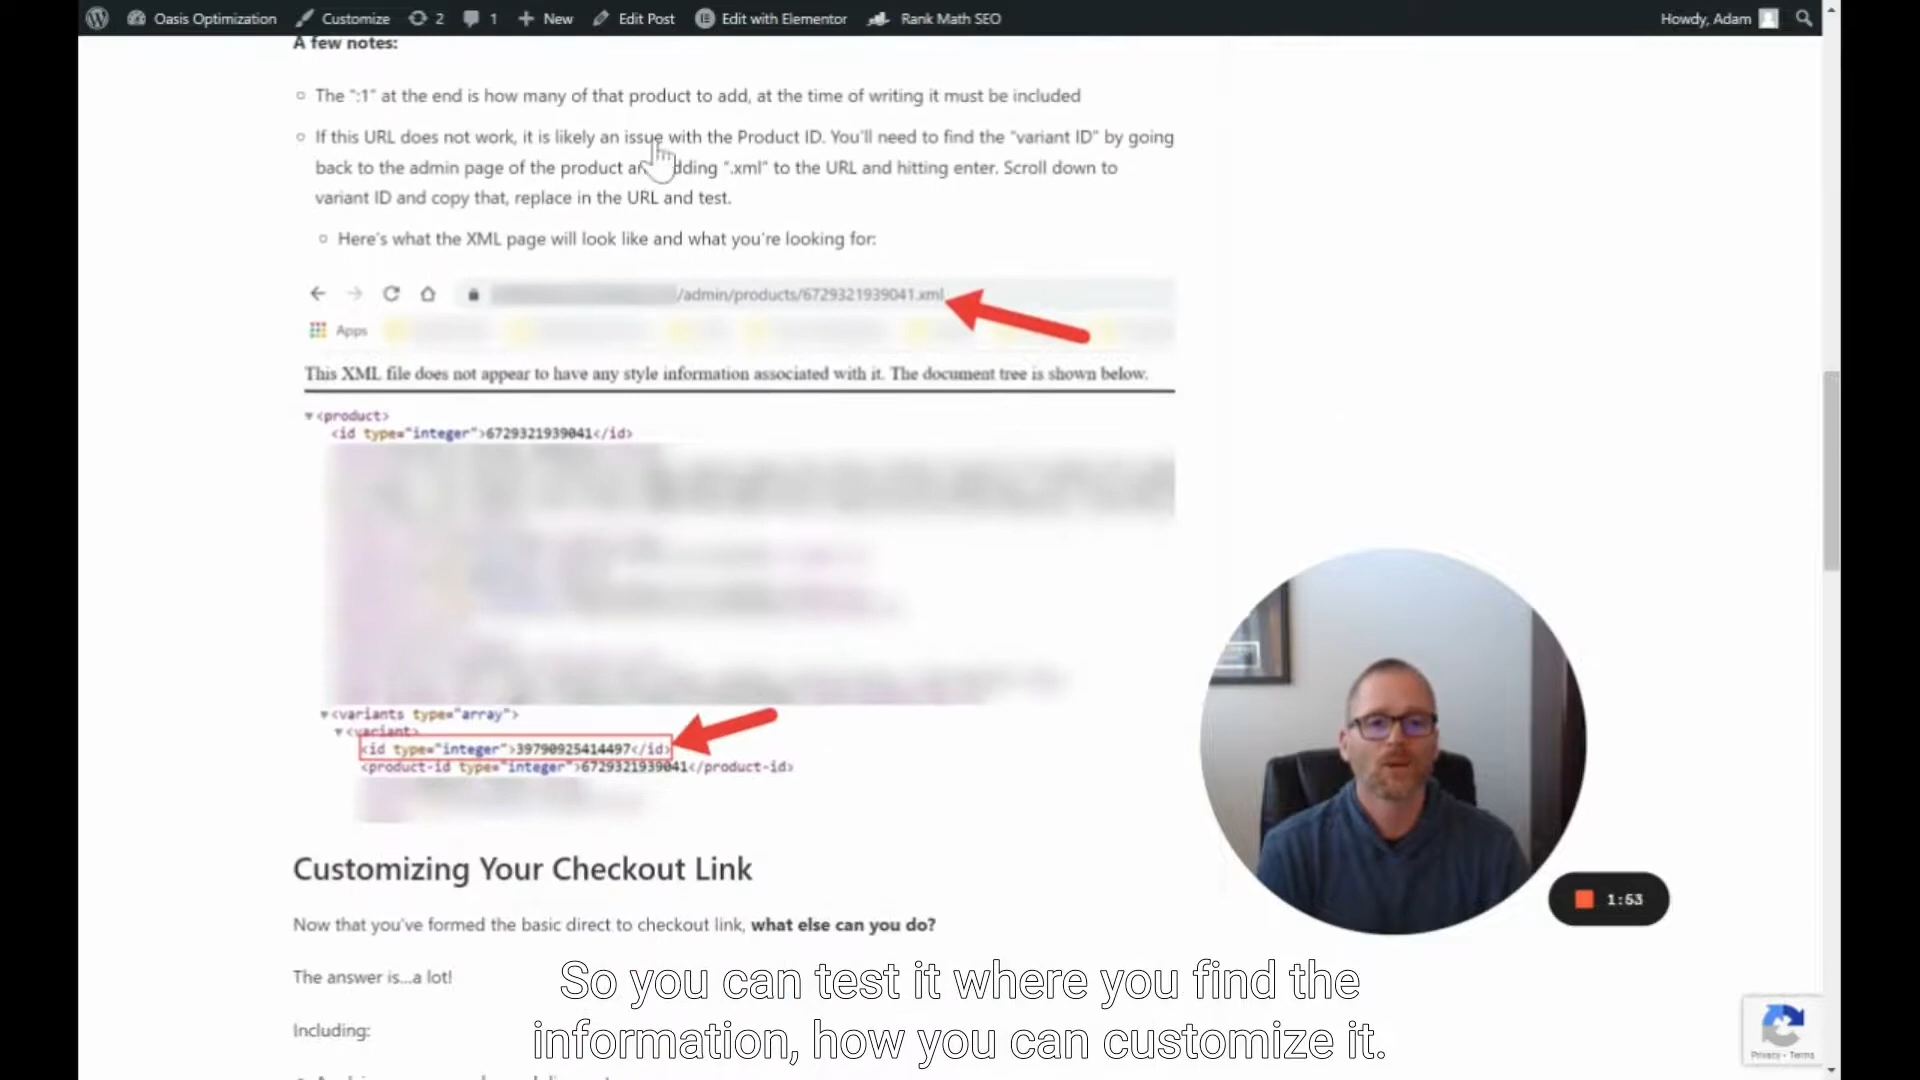 Oasis Optimization Customize 2 1 New Edit Post Edit with Elementor Rank Math SEO Howdy, Adam
A few notes:
The ":1" at the end is how many of that product to add, at the time of writing it must be included
If this URL does not work, it is likely an issue with the Product ID. You'll need to find the "variant ID" by going
back to the admin page of the product dding ".xml" to the URL and hitting enter. Scroll down to
variant ID and copy that, replace in the URL and test.
Here's what the XML page will look like and what you're looking for:
/admin/products/6729321939041.xml
Apps
This XML file does not appear to have any style information associated with it. The document tree is shown below.
▼<product>
<id type="integer">6729321939041</id>
▼<variants type="array">
▼<variant>
<id type="integer">39790925414497</id>
<product-id type="integer">6729321939041</product-id>
Customizing Your Checkout Link
1:53
Now that you've formed the basic direct to checkout link, what else can you do?
The answer is...a lot!
Including:
So you can test it where you find the
information, how you can customize it.
Privacy - Terms